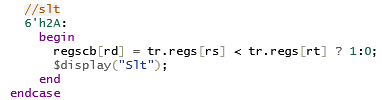 //slt
6'h2A:
begin
regscb[rd] = tr.regs[rs] < tr.regs[rt] ? 1:0;
$display("Slt");
end
endcase